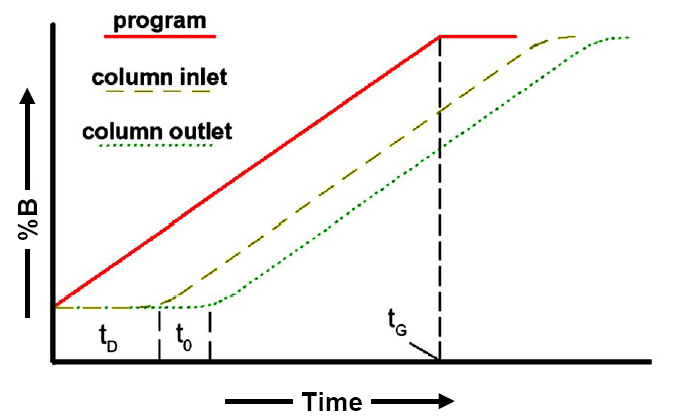 program
column inlet
column outlet
%B
tD
t0
tG
Time